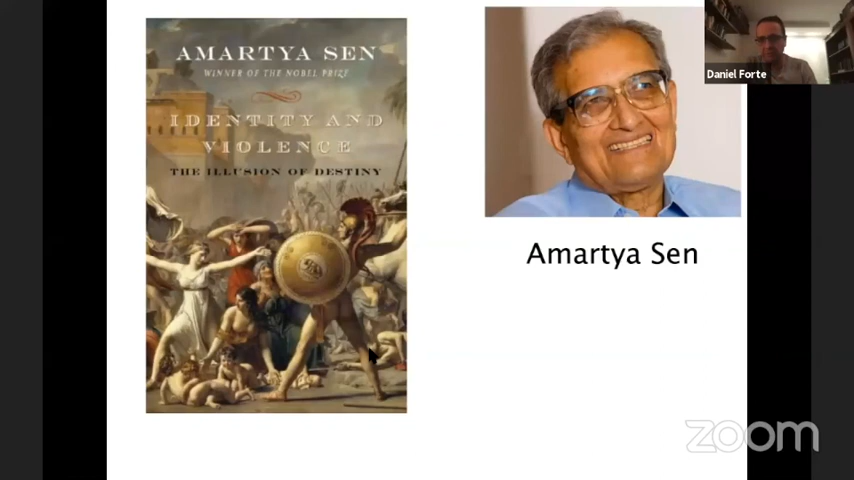 AMARTYA SEN
WINNER OF THE NOBEL PRIZE
IDENTITY AND
VIOLENCE
THE ILLUSION OF DESTINY
Daniel Forte
Amartya Sen
zoom